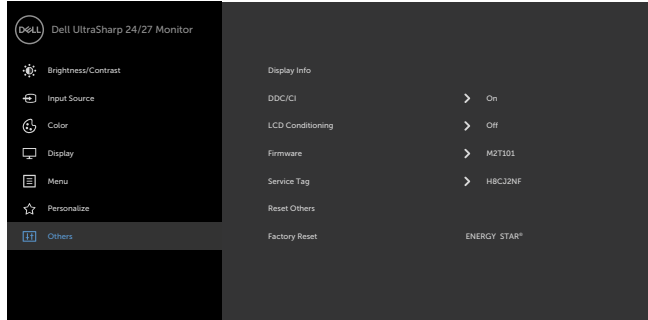 DELL Dell UltraSharp 24/27 Monitor
Brightness/Contrast Display Info
Input Source DDC/CI On
Color LCD Conditioning Off
Display Firmware M2T101
Menu Service Tag H8CJ2NF
Personalize Reset Others
Others Factory Reset ENERGY STAR®